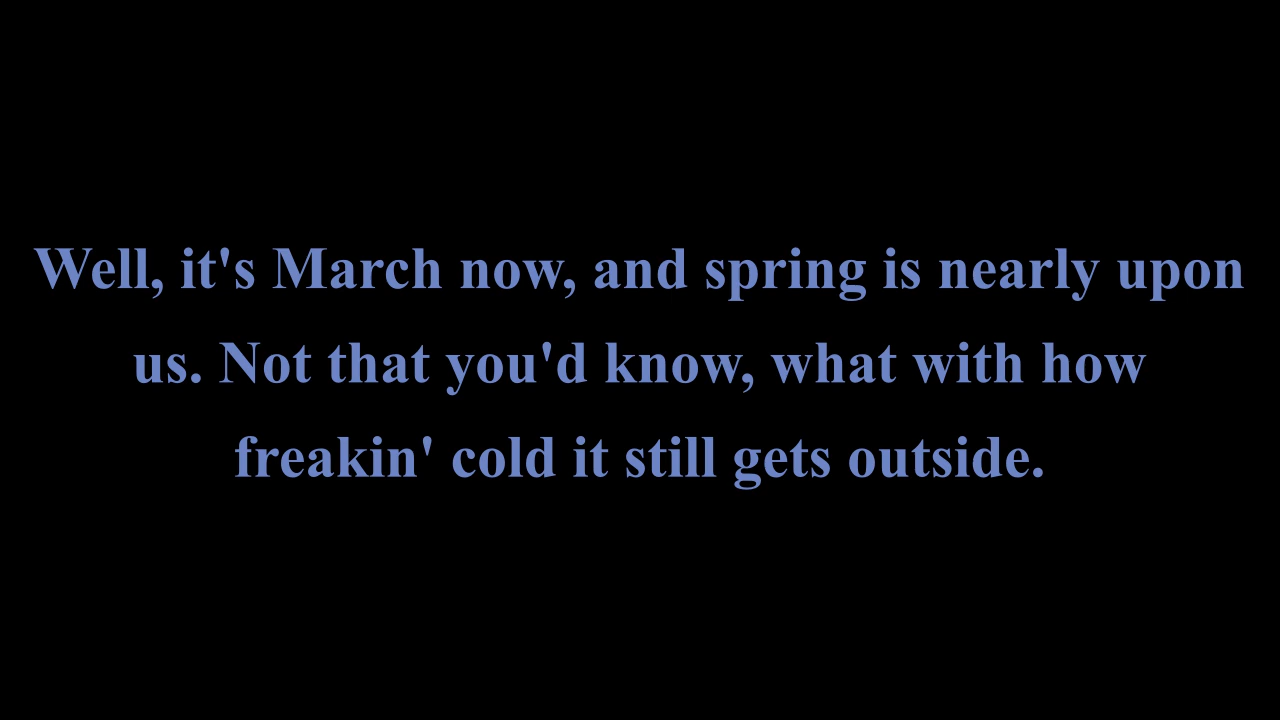 Well, it's March now, and spring is nearly upon
us. Not that you'd know, what with how
freakin' cold it still gets outside.